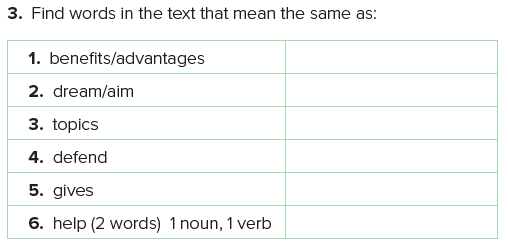 3. Find words in the text that mean the same as:
1. benefits/advantages
2. dream/aim
3. topics
4. defend
5. gives
6. help (2 words) 1 noun, 1 verb